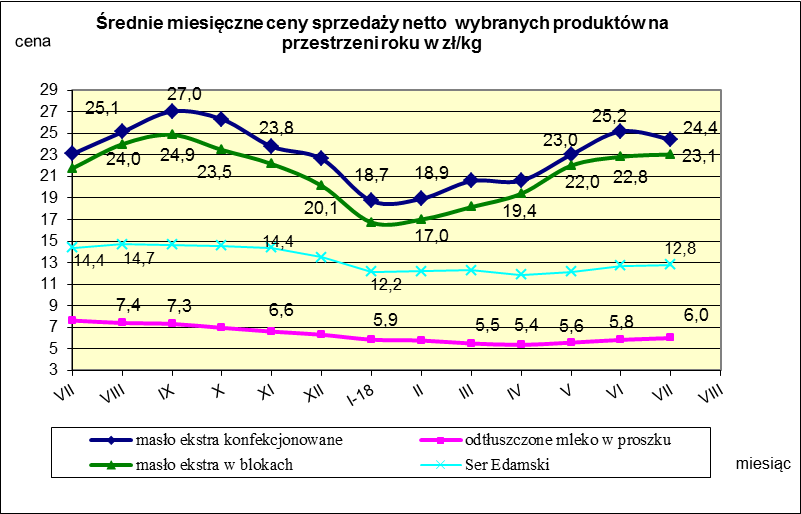 Średnie miesięczne ceny sprzedaży netto wybranych produktów na
przestrzeni roku w zł/kg
cena
29
27
25
23
21
19
17
15
13
11
9
7
5
3
25,1 27,0 23,8 18,7 18,9 23,0 25,2 24,4
24,0 24,9 23,5 20,1 17,0 19,4 22,0 22,8 23,1
14,4 14,7 14,4 12,2 12,8
7,4 7,3 6,6 5,9 5,5 5,4 5,6 5,8 6,0
VII VIII IX X XI XII I-18 II III IV V VI VII VIII
masło ekstra konfekcjonowane odtłuszczone mleko w proszku
masło ekstra w blokach Ser Edamski
miesiąc